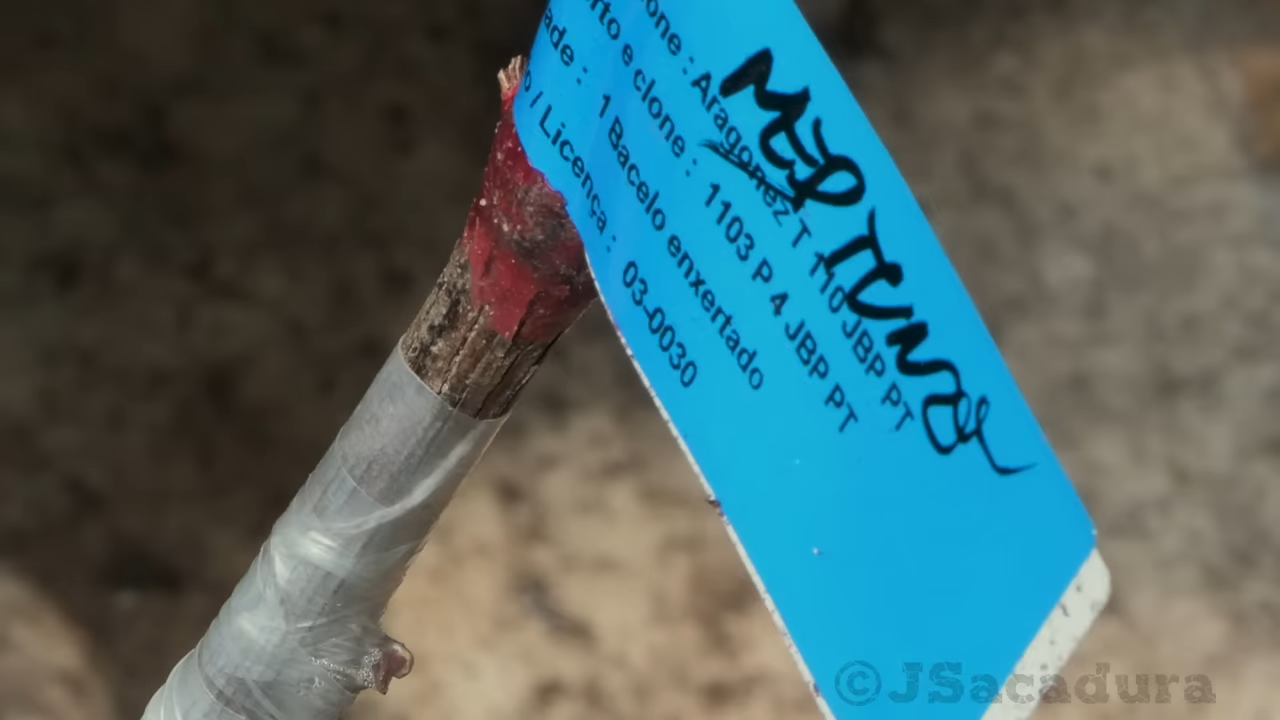 one : Aragonez T 110 JBP PT
rto e clone : 1103 P 4 JBP PT
ade : 1 Bacelo enxertado
o / Licença : 03-0030
©JSacadura